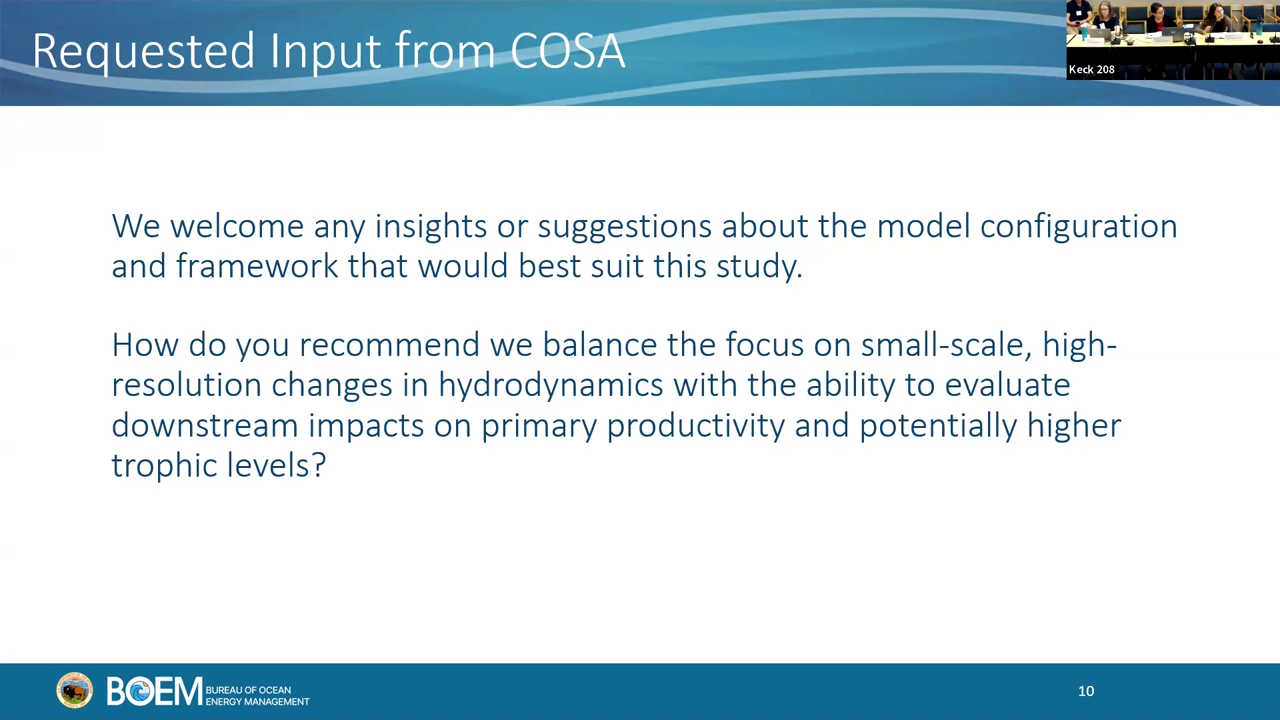 Requested Input from COSA
Keck 208
We welcome any insights or suggestions about the model configuration
and framework that would best suit this study.
How do you recommend we balance the focus on small-scale, high-
resolution changes in hydrodynamics with the ability to evaluate
downstream impacts on primary productivity and potentially higher
trophic levels?
BOEM
BUREAU OF OCEAN
ENERGY MANAGEMENT
10